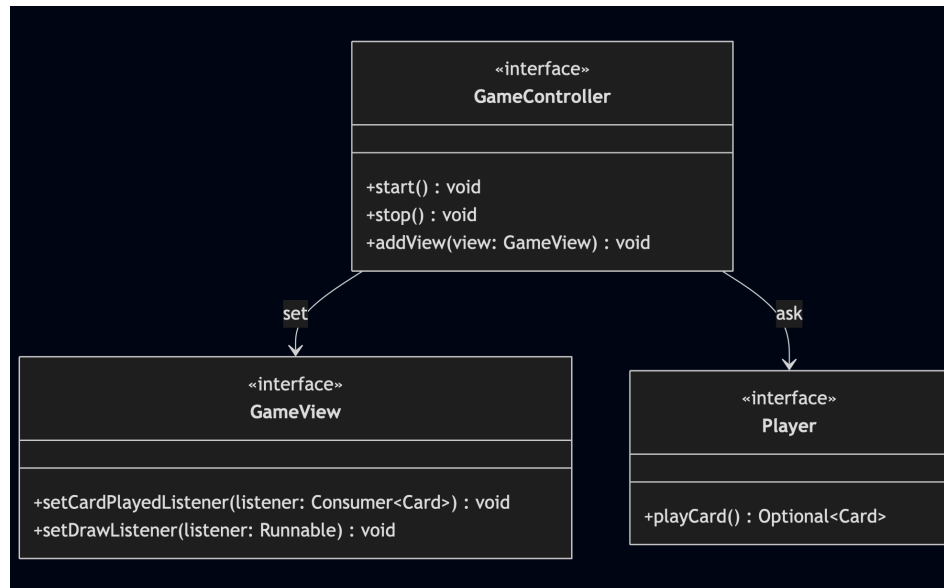 «interface»
GameController
+start() : void
+stop() : void
+addView(view: GameView) : void
set
ask
«interface»
GameView
+setCardPlayedListener(listener: Consumer<Card>) : void
+setDrawListener(listener: Runnable) : void
«interface»
Player
+playCard() : Optional<Card>